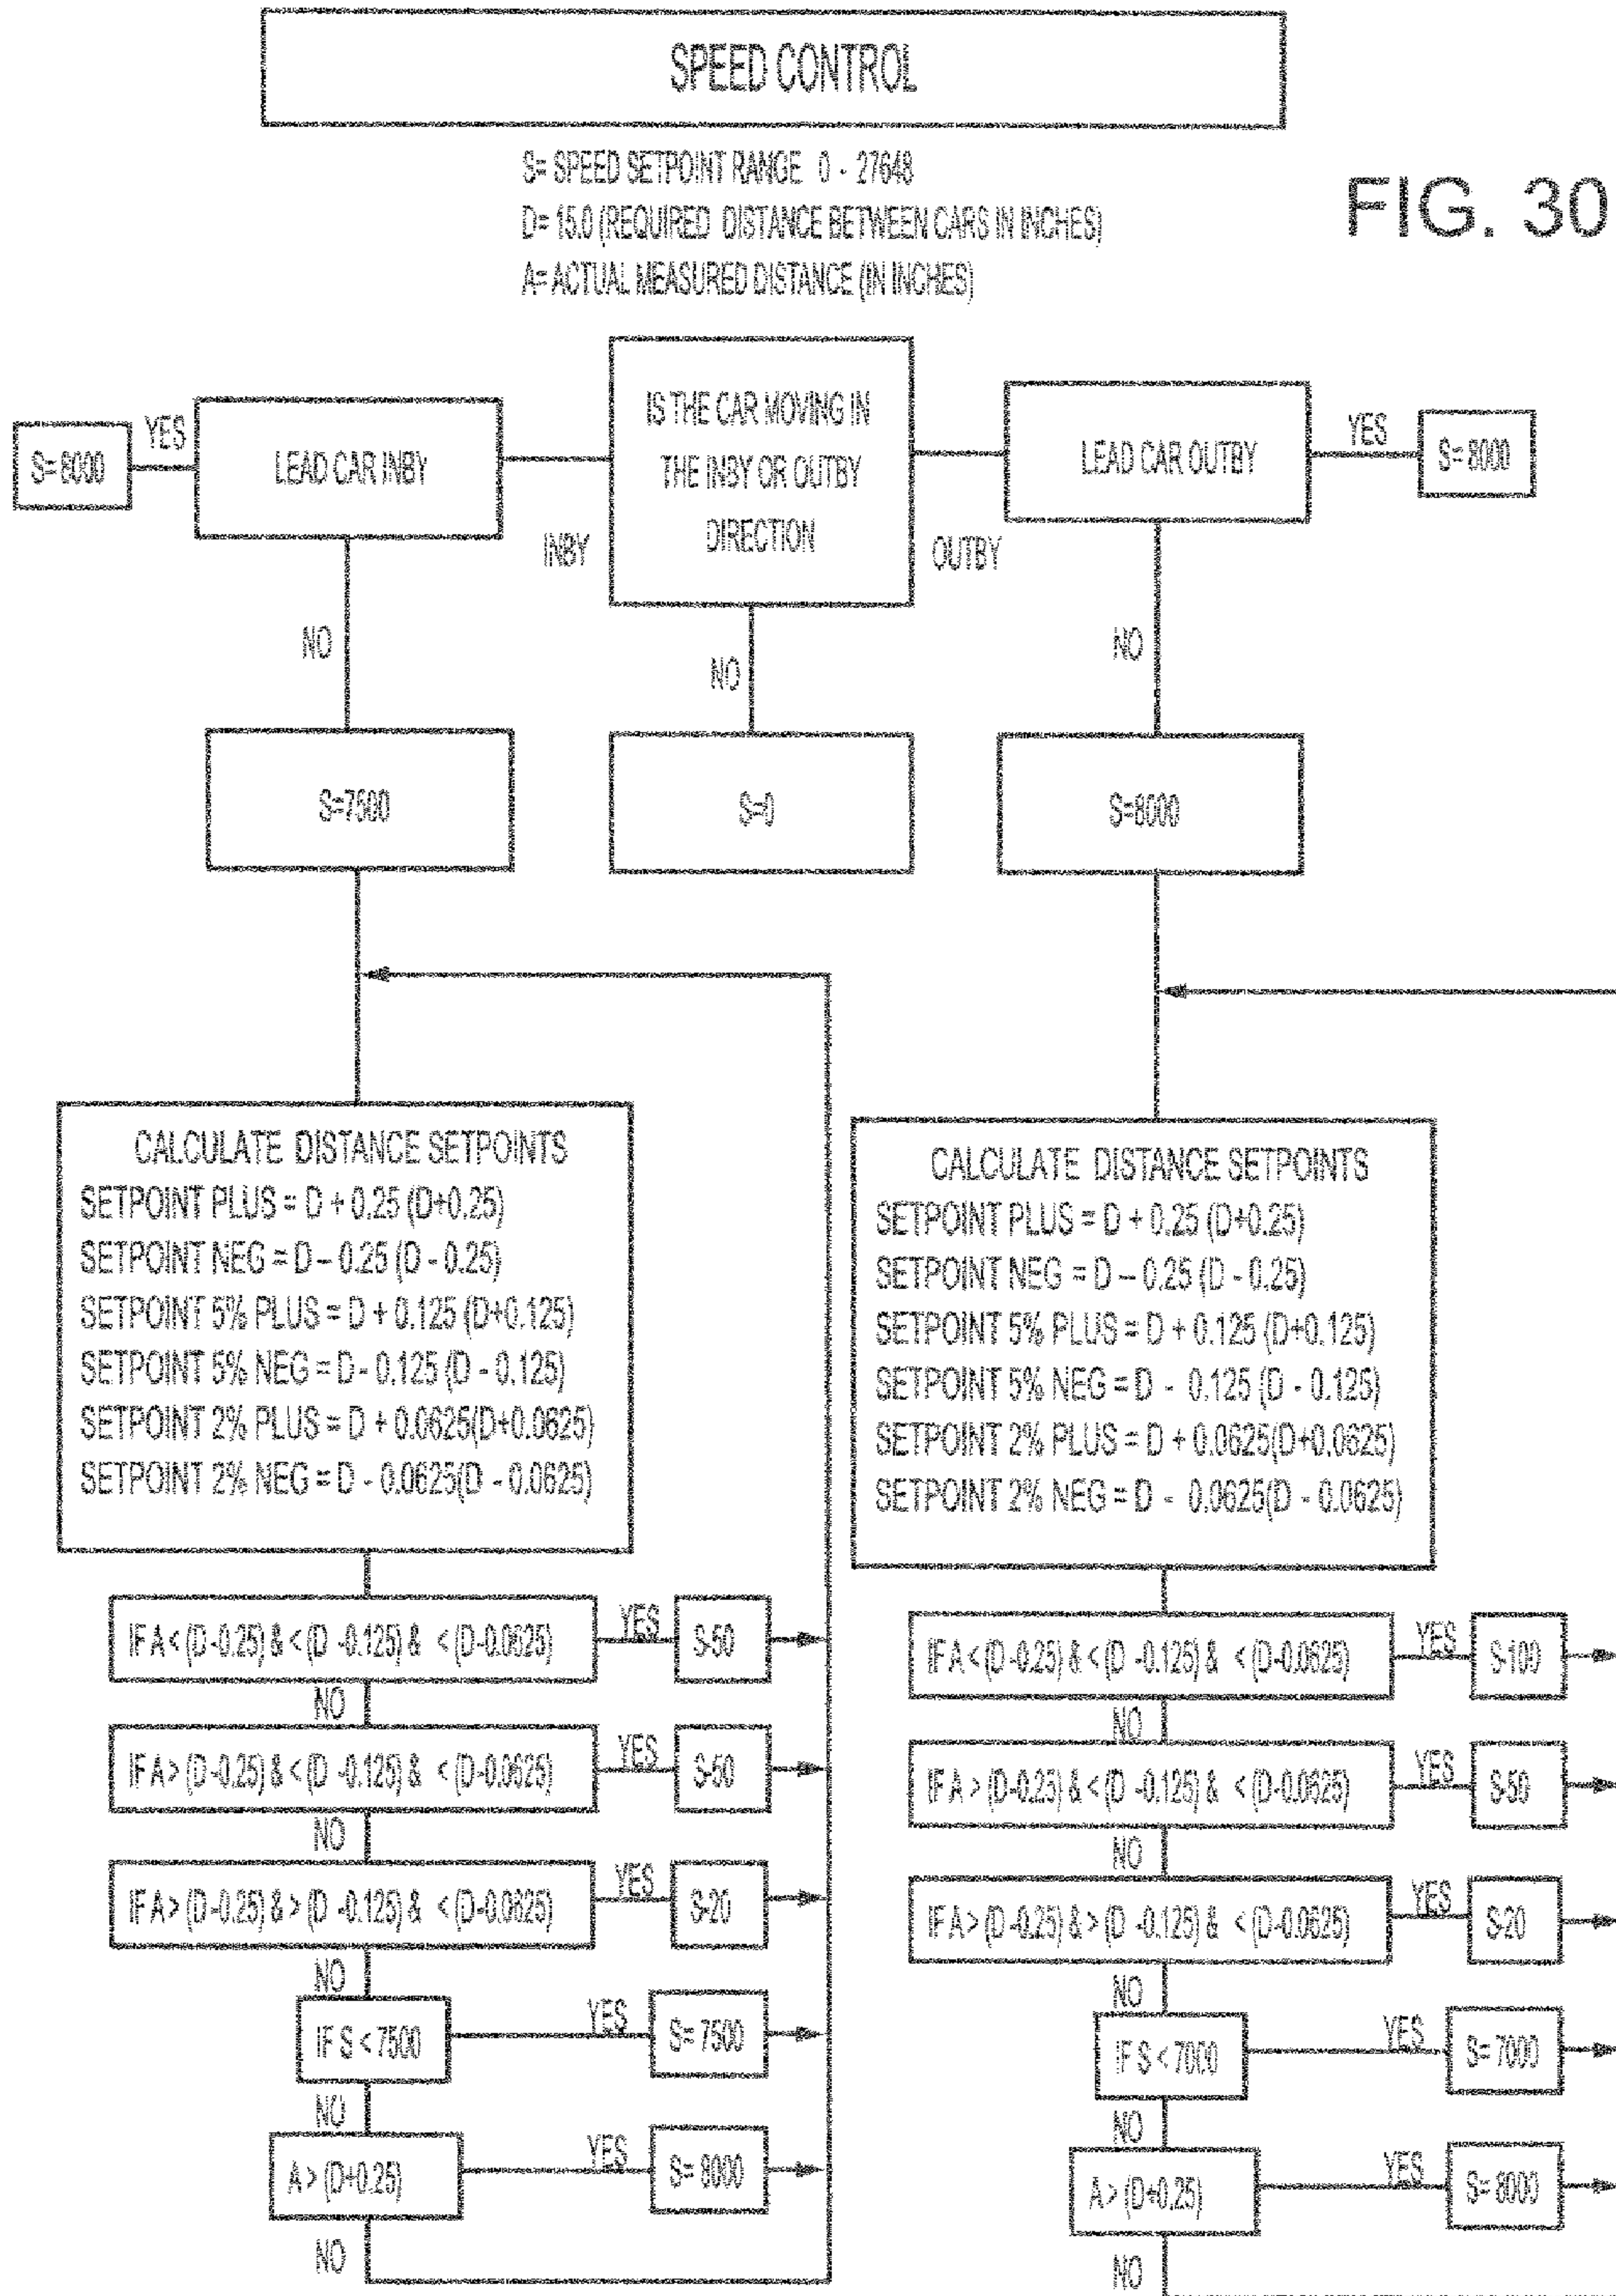 SPEED CONTROL
S= SPEED SETPOINT RANGE 0 - 27648
D= 15.0 (REQUIRED DISTANCE BETWEEN CARS IN INCHES)
A= ACTUAL MEASURED DISTANCE (IN INCHES)
FIG. 30
S= 8000
YES
LEAD CAR INBY
INBY
IS THE CAR MOVING IN
THE INBY OR OUTBY
DIRECTION
OUTBY
LEAD CAR OUTBY
YES
S= 8000
NO
NO
NO
S=7500
S=0
S=8000
CALCULATE DISTANCE SETPOINTS
SETPOINT PLUS = D + 0.25 (D+0.25)
SETPOINT NEG = D – 0.25 (D - 0.25)
SETPOINT 5% PLUS = D + 0.125 (D+0.125)
SETPOINT 5% NEG = D - 0.125 (D - 0.125)
SETPOINT 2% PLUS = D + 0.0625(D+0.0625)
SETPOINT 2% NEG = D - 0.0625(D - 0.0625)
IF A < (D-0.25) & < (D -0.125) & < (D-0.0625)
YES
S-50
NO
IF A > (D-0.25) & < (D -0.125) & < (D-0.0625)
YES
S-50
NO
IF A > (D-0.25) & > (D -0.125) & < (D-0.0625)
YES
S-20
NO
IF S < 7500
YES
S= 7500
NO
A > (D+0.25)
YES
S= 8000
NO
CALCULATE DISTANCE SETPOINTS
SETPOINT PLUS = D + 0.25 (D+0.25)
SETPOINT NEG = D – 0.25 (D - 0.25)
SETPOINT 5% PLUS = D + 0.125 (D+0.125)
SETPOINT 5% NEG = D - 0.125 (D - 0.125)
SETPOINT 2% PLUS = D + 0.0625(D+0.0625)
SETPOINT 2% NEG = D - 0.0625(D - 0.0625)
IF A < (D-0.25) & < (D -0.125) & < (D-0.0625)
YES
S-100
NO
IF A > (D-0.25) & < (D -0.125) & < (D-0.0625)
YES
S-50
NO
IF A > (D-0.25) & > (D -0.125) & < (D-0.0625)
YES
S-20
NO
IF S < 7000
YES
S= 7000
NO
A > (D+0.25)
YES
S= 8000
NO